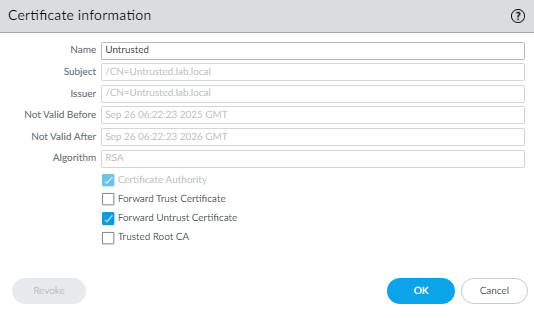 Certificate information
?
Name Untrusted
Subject /CN=Untrusted.lab.local
Issuer /CN=Untrusted.lab.local
Not Valid Before Sep 26 06:22:23 2025 GMT
Not Valid After Sep 26 06:22:23 2026 GMT
Algorithm RSA
Certificate Authority
Forward Trust Certificate
Forward Untrust Certificate
Trusted Root CA
Revoke OK Cancel